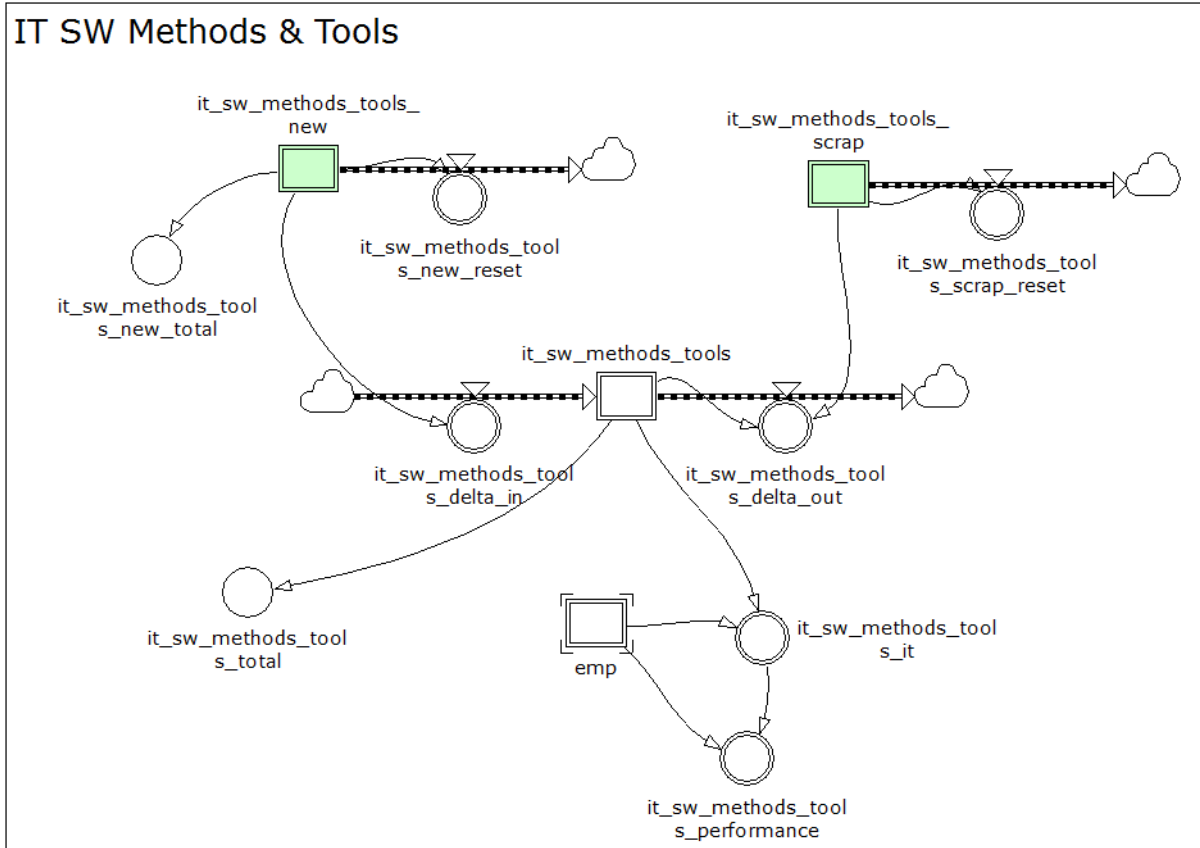 IT SW Methods & Tools
it_sw_methods_tools_
new
it_sw_methods_tools_
scrap
it_sw_methods_tool
s_new_reset
it_sw_methods_tool
s_scrap_reset
it_sw_methods_tool
s_new_total
it_sw_methods_tools
it_sw_methods_tool
s_delta_in
it_sw_methods_tool
s_delta_out
it_sw_methods_tool
s_total
emp
it_sw_methods_tool
s_it
it_sw_methods_tool
s_performance